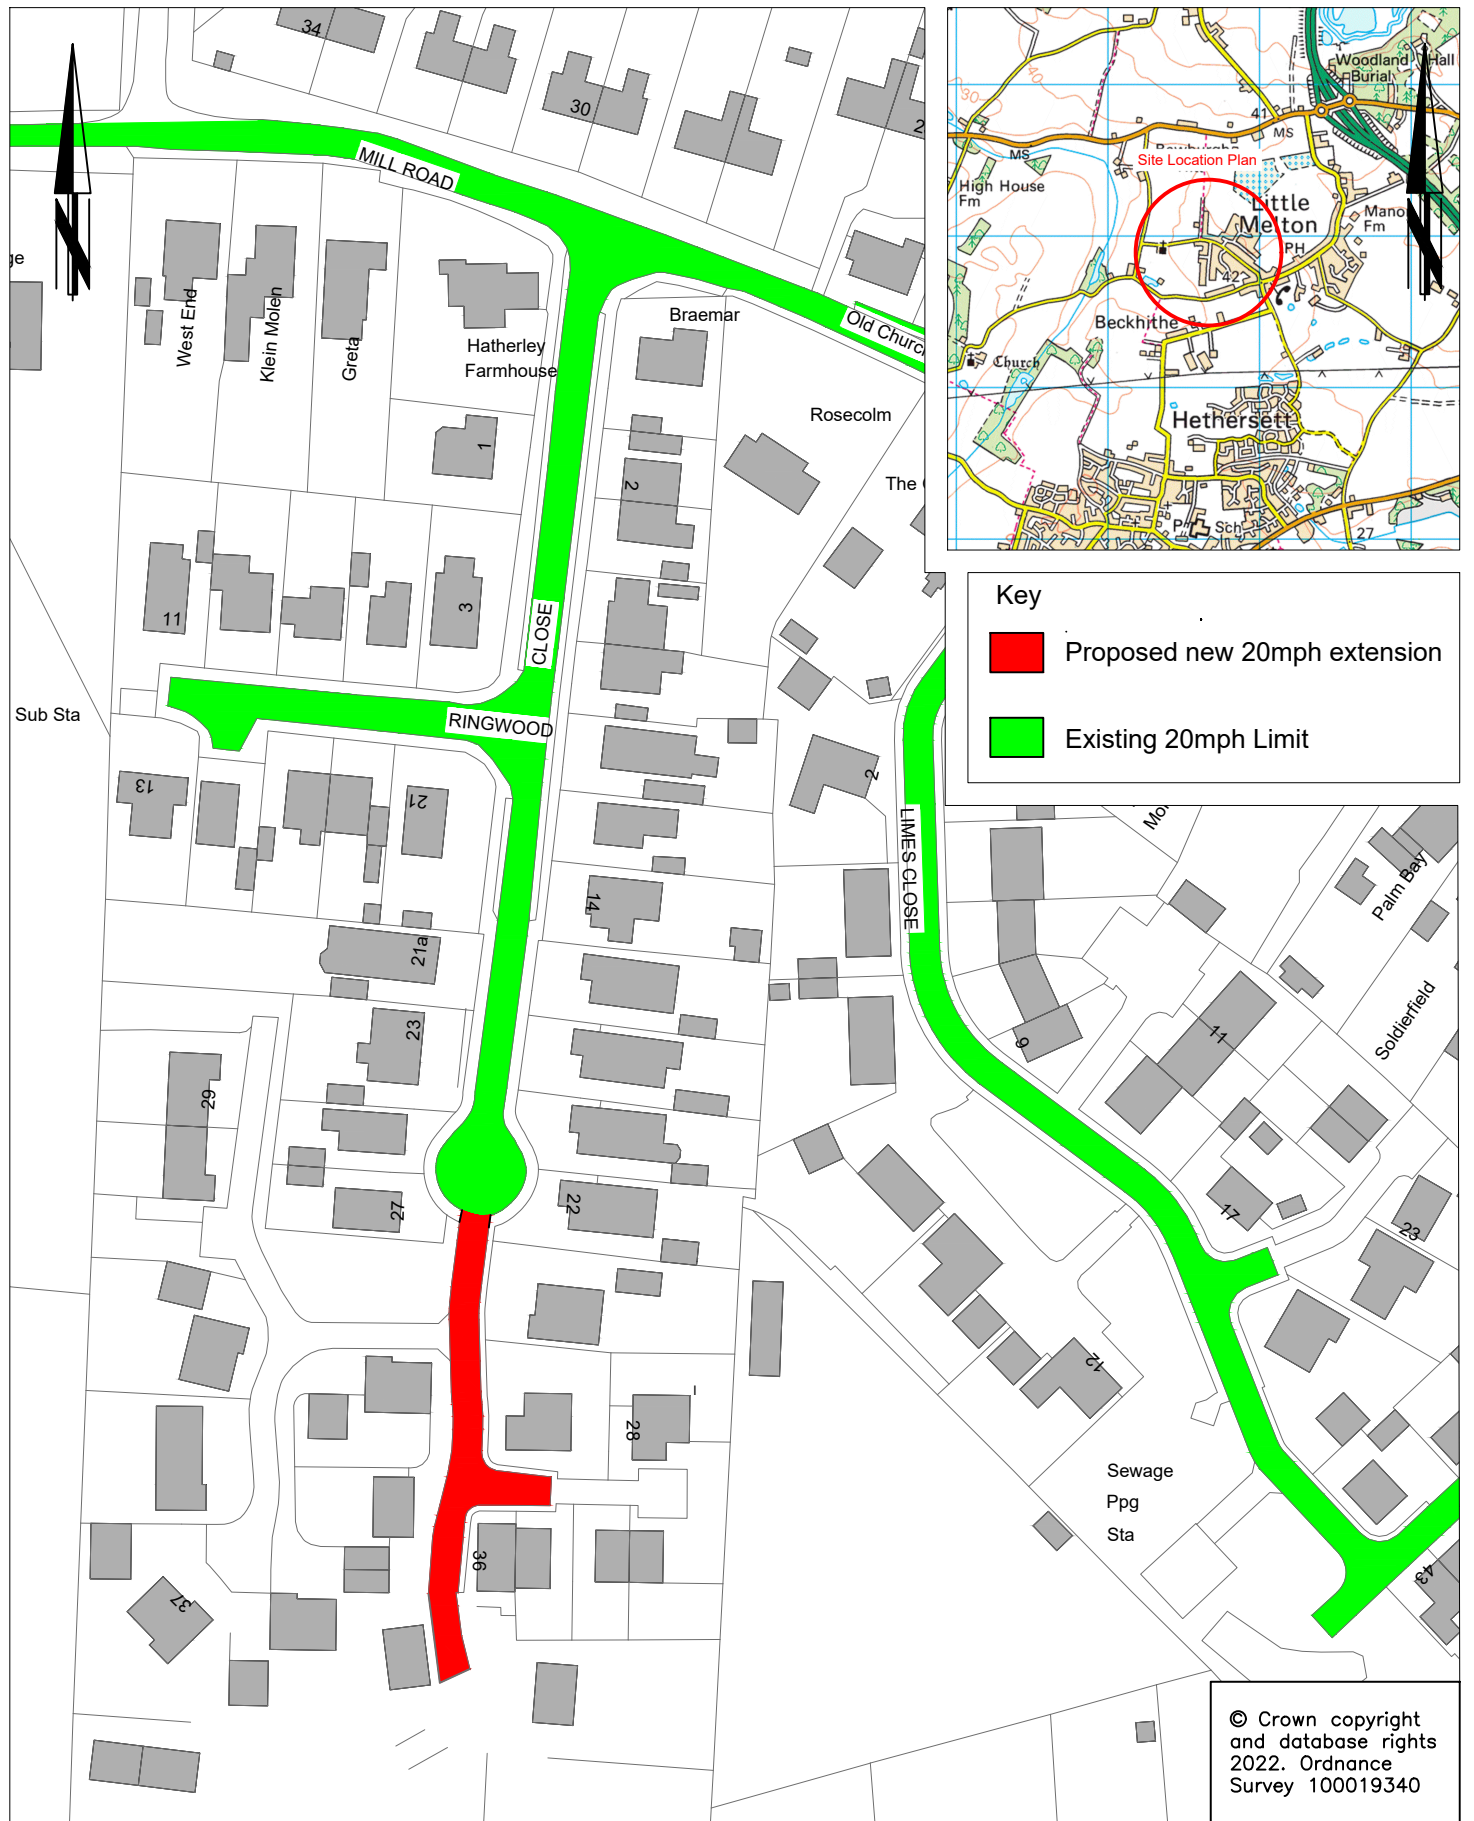 34
30
MILL ROAD
ge
West End
Klein Molen
Greta
Hatherley
Farmhouse
Braemar
Old Churc
Rosecolm
The
1
2
11
3
CLOSE
RINGWOOD
Sub Sta
13
21
2
LIMES CLOSE
14
21a
23
29
27
22
9
11
17
23
12
28
36
37
43
Palm Bay
Soldierfield
Sewage
Ppg
Sta
Woodland
Burial
Hall
40
30
41
MS
MS
Site Location Plan
High House
Fm
Little
Melton
Manor
Fm
PH
42
Beckhithe
Church
Hethersett
P
Sch
27
Key
Proposed new 20mph extension
Existing 20mph Limit
© Crown copyright
and database rights
2022. Ordnance
Survey 100019340